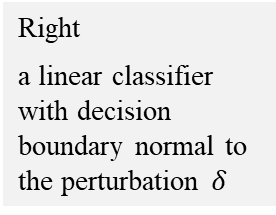 Right
a linear classifier
with decision
boundary normal to
the perturbation δ